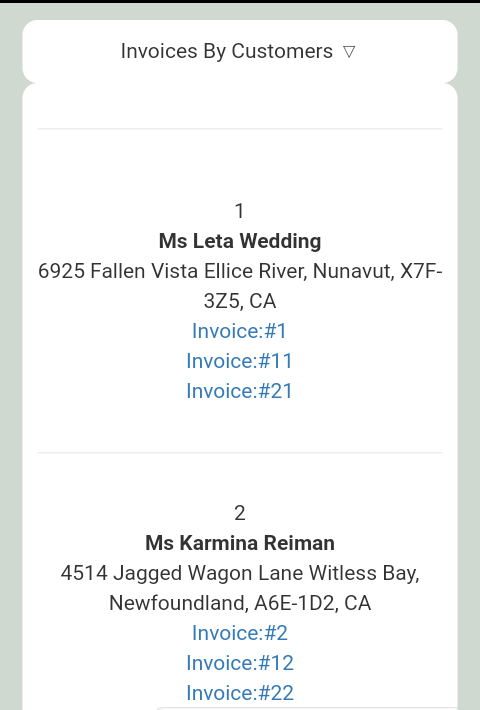 Invoices By Customers ▽
1
Ms Leta Wedding
6925 Fallen Vista Ellice River, Nunavut, X7F-
3Z5, CA
Invoice:#1
Invoice:#11
Invoice:#21
2
Ms Karmina Reiman
4514 Jagged Wagon Lane Witless Bay,
Newfoundland, A6E-1D2, CA
Invoice:#2
Invoice:#12
Invoice:#22